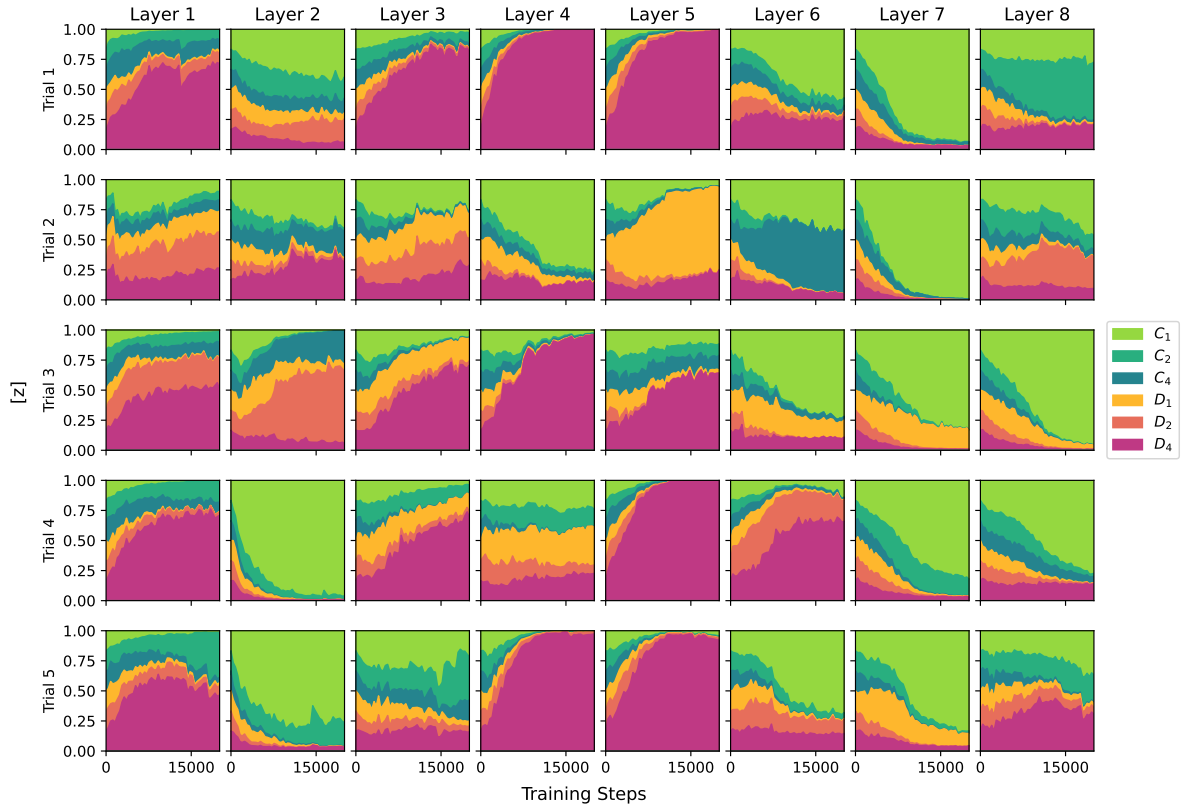 Layer 1 Layer 2 Layer 3 Layer 4 Layer 5 Layer 6 Layer 7 Layer 8
1.00
0.75
0.50
0.25
0.00
Trial 1
1.00
0.75
0.50
0.25
0.00
Trial 2
1.00
0.75
0.50
0.25
0.00
Trial 3
[z]
C1
C2
C4
D1
D2
D4
1.00
0.75
0.50
0.25
0.00
Trial 4
1.00
0.75
0.50
0.25
0.00
Trial 5
0 15000 0 15000 0 15000 0 15000 0 15000 0 15000 0 15000 0 15000
Training Steps